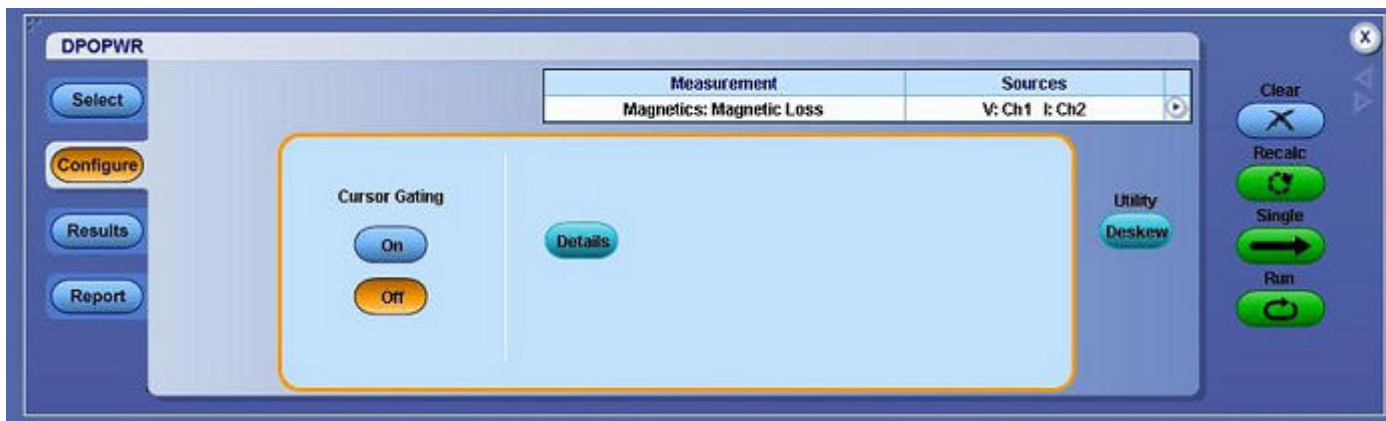 DPOPWR
X
Select
Configure
Results
Report
Measurement Sources
Magnetics: Magnetic Loss V: Ch1 I: Ch2
Cursor Gating
On
Off
Details
Utility
Deskew
Clear
Recalc
Single
Run